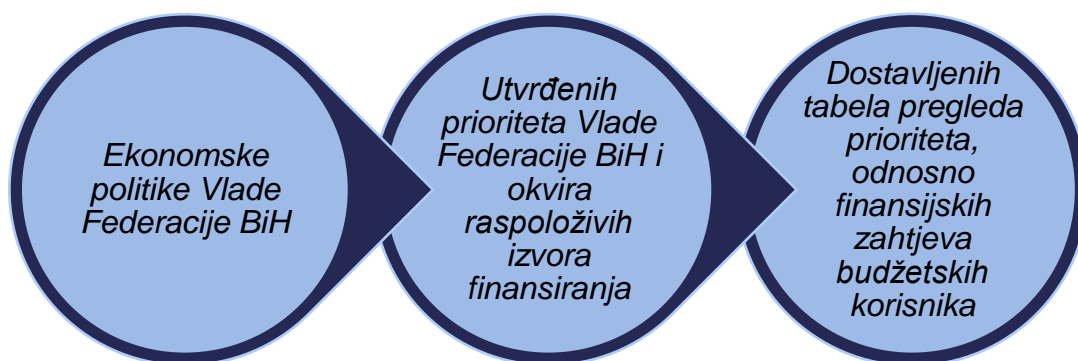 Ekonomske
politike Vlade
Federacije BiH
Utvrđenih
prioriteta Vlade
Federacije BiH i
okvira
raspoloživih
izvora
finansiranja
Dostavljenih
tabela pregleda
prioriteta,
odnosno
finansijskih
zahtjeva
budžetskih
korisnika